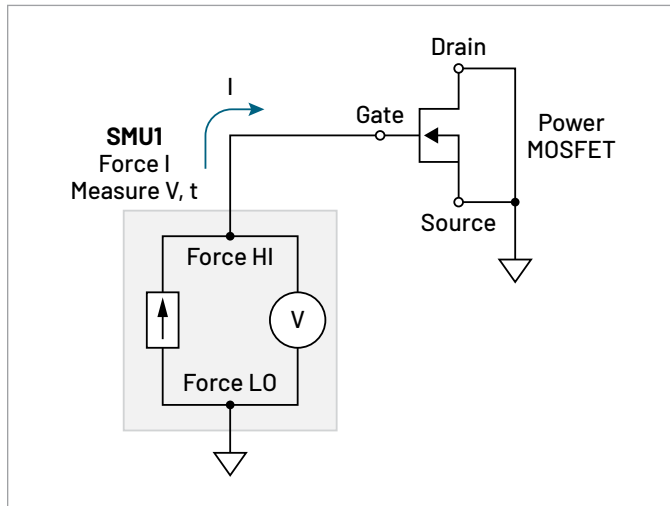 Drain
I
Gate
Power
MOSFET
SMU1
Force I
Measure V, t
Source
Force HI
V
Force LO